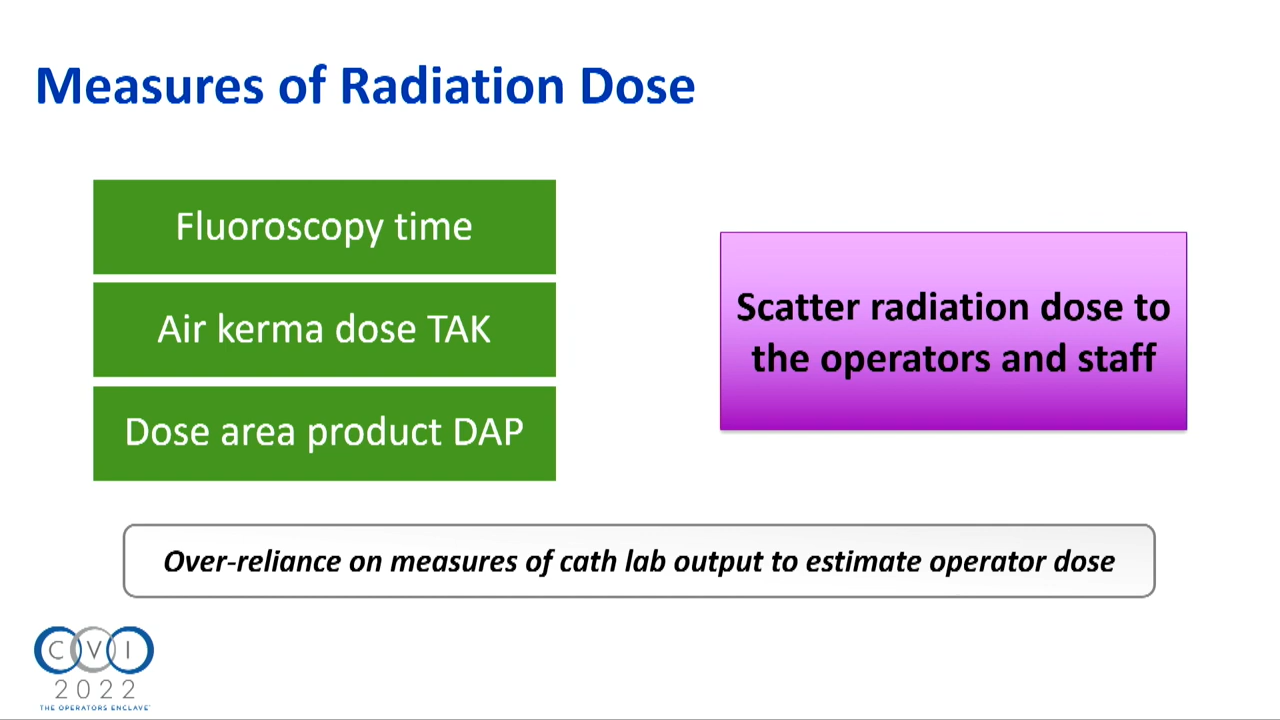 Measures of Radiation Dose
Fluoroscopy time
Air kerma dose TAK
Dose area product DAP
Scatter radiation dose to
the operators and staff
Over-reliance on measures of cath lab output to estimate operator dose
C V I
2022
THE OPERATORS ENCLAVE